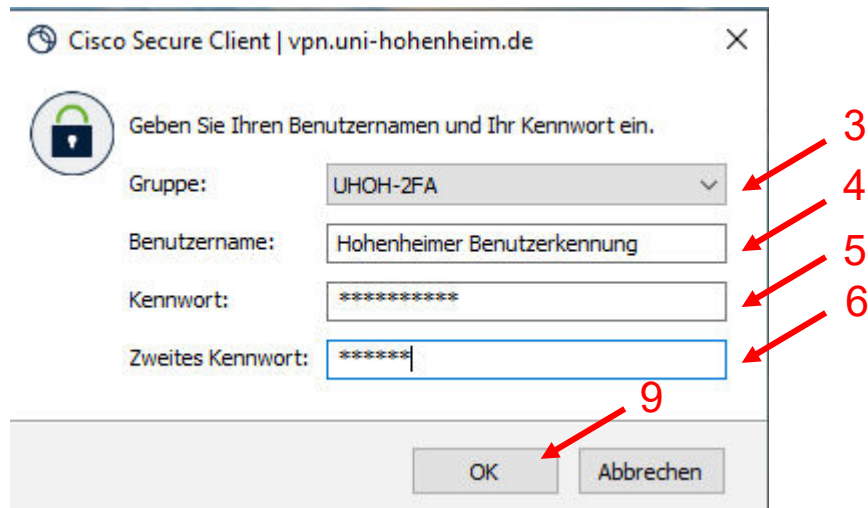 Cisco Secure Client | vpn.uni-hohenheim.de
Geben Sie Ihren Benutzernamen und Ihr Kennwort ein.
3
Gruppe: UHOH-2FA
4
Benutzername: Hohenheimer Benutzerkennung
5
Kennwort: **********
6
Zweites Kennwort: ******
9
OK Abbrechen